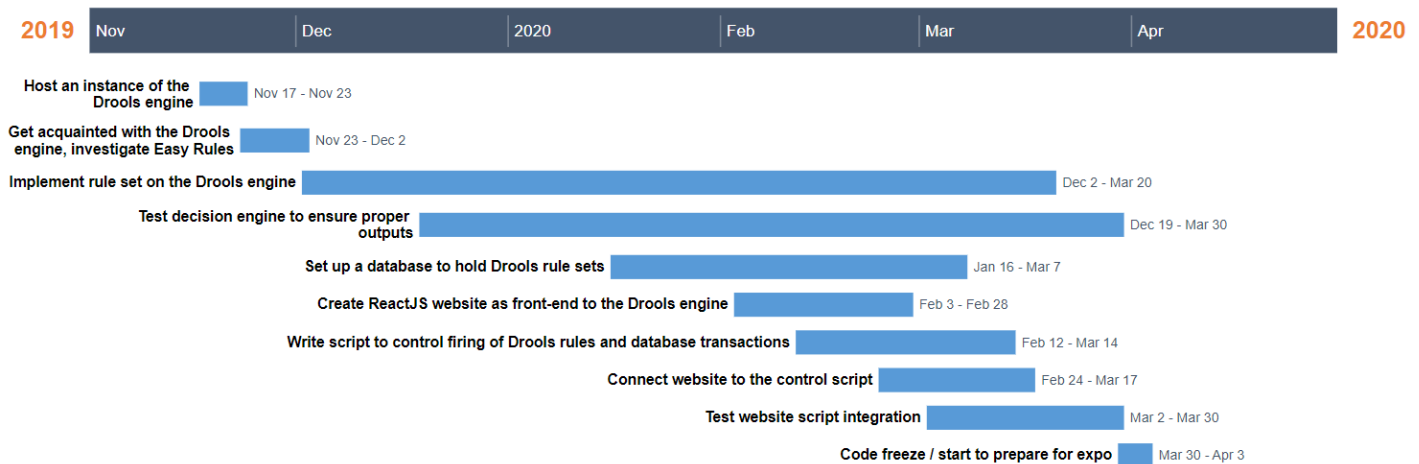 2019 Nov Dec 2020 Feb Mar Apr 2020
Host an instance of the
Drools engine
Nov 17 - Nov 23
Get acquainted with the Drools
engine, investigate Easy Rules
Nov 23 - Dec 2
Implement rule set on the Drools engine
Dec 2 - Mar 20
Test decision engine to ensure proper
outputs
Dec 19 - Mar 30
Set up a database to hold Drools rule sets
Jan 16 - Mar 7
Create ReactJS website as front-end to the Drools engine
Feb 3 - Feb 28
Write script to control firing of Drools rules and database transactions
Feb 12 - Mar 14
Connect website to the control script
Feb 24 - Mar 17
Test website script integration
Mar 2 - Mar 30
Code freeze / start to prepare for expo
Mar 30 - Apr 3